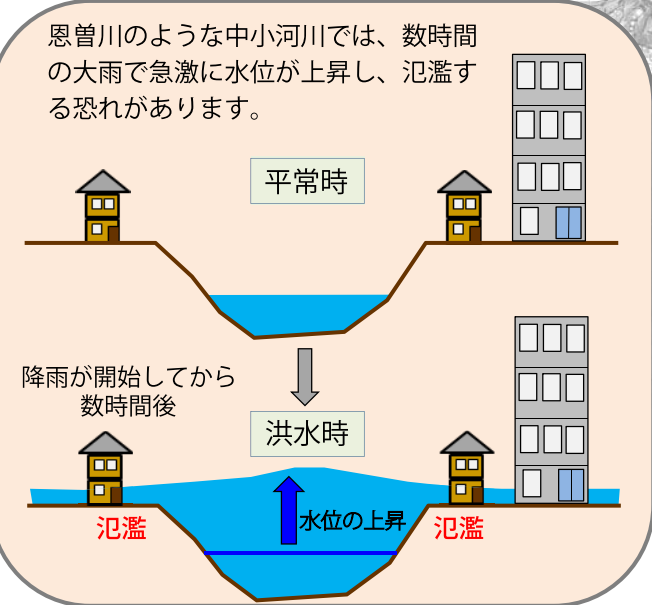 恩曽川のような中小河川では、数時間
の大雨で急激に水位が上昇し、氾濫す
る恐れがあります。
平常時
降雨が開始してから
数時間後
洪水時
水位の上昇
氾濫
氾濫